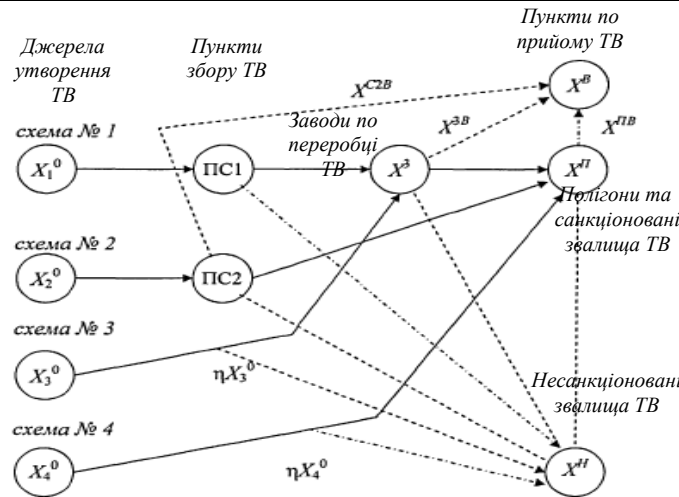 Джерела
утворення
ТВ
Пункти
збору ТВ
Пункти по
прийому ТВ
X^{С2В}
X^{В}
схема № 1
Заводи по
переробці
ТВ
X^{ЗВ}
X^{ПВ}
X₁⁰
ПС1
X^{З}
X^{П}
Полігони та
санкціоновані
звалища ТВ
схема № 2
X₂⁰
ПС2
схема № 3
X₃⁰
ηX₃⁰
Несанкціоновані
звалища ТВ
схема № 4
X₄⁰
ηX₄⁰
X^{Н}